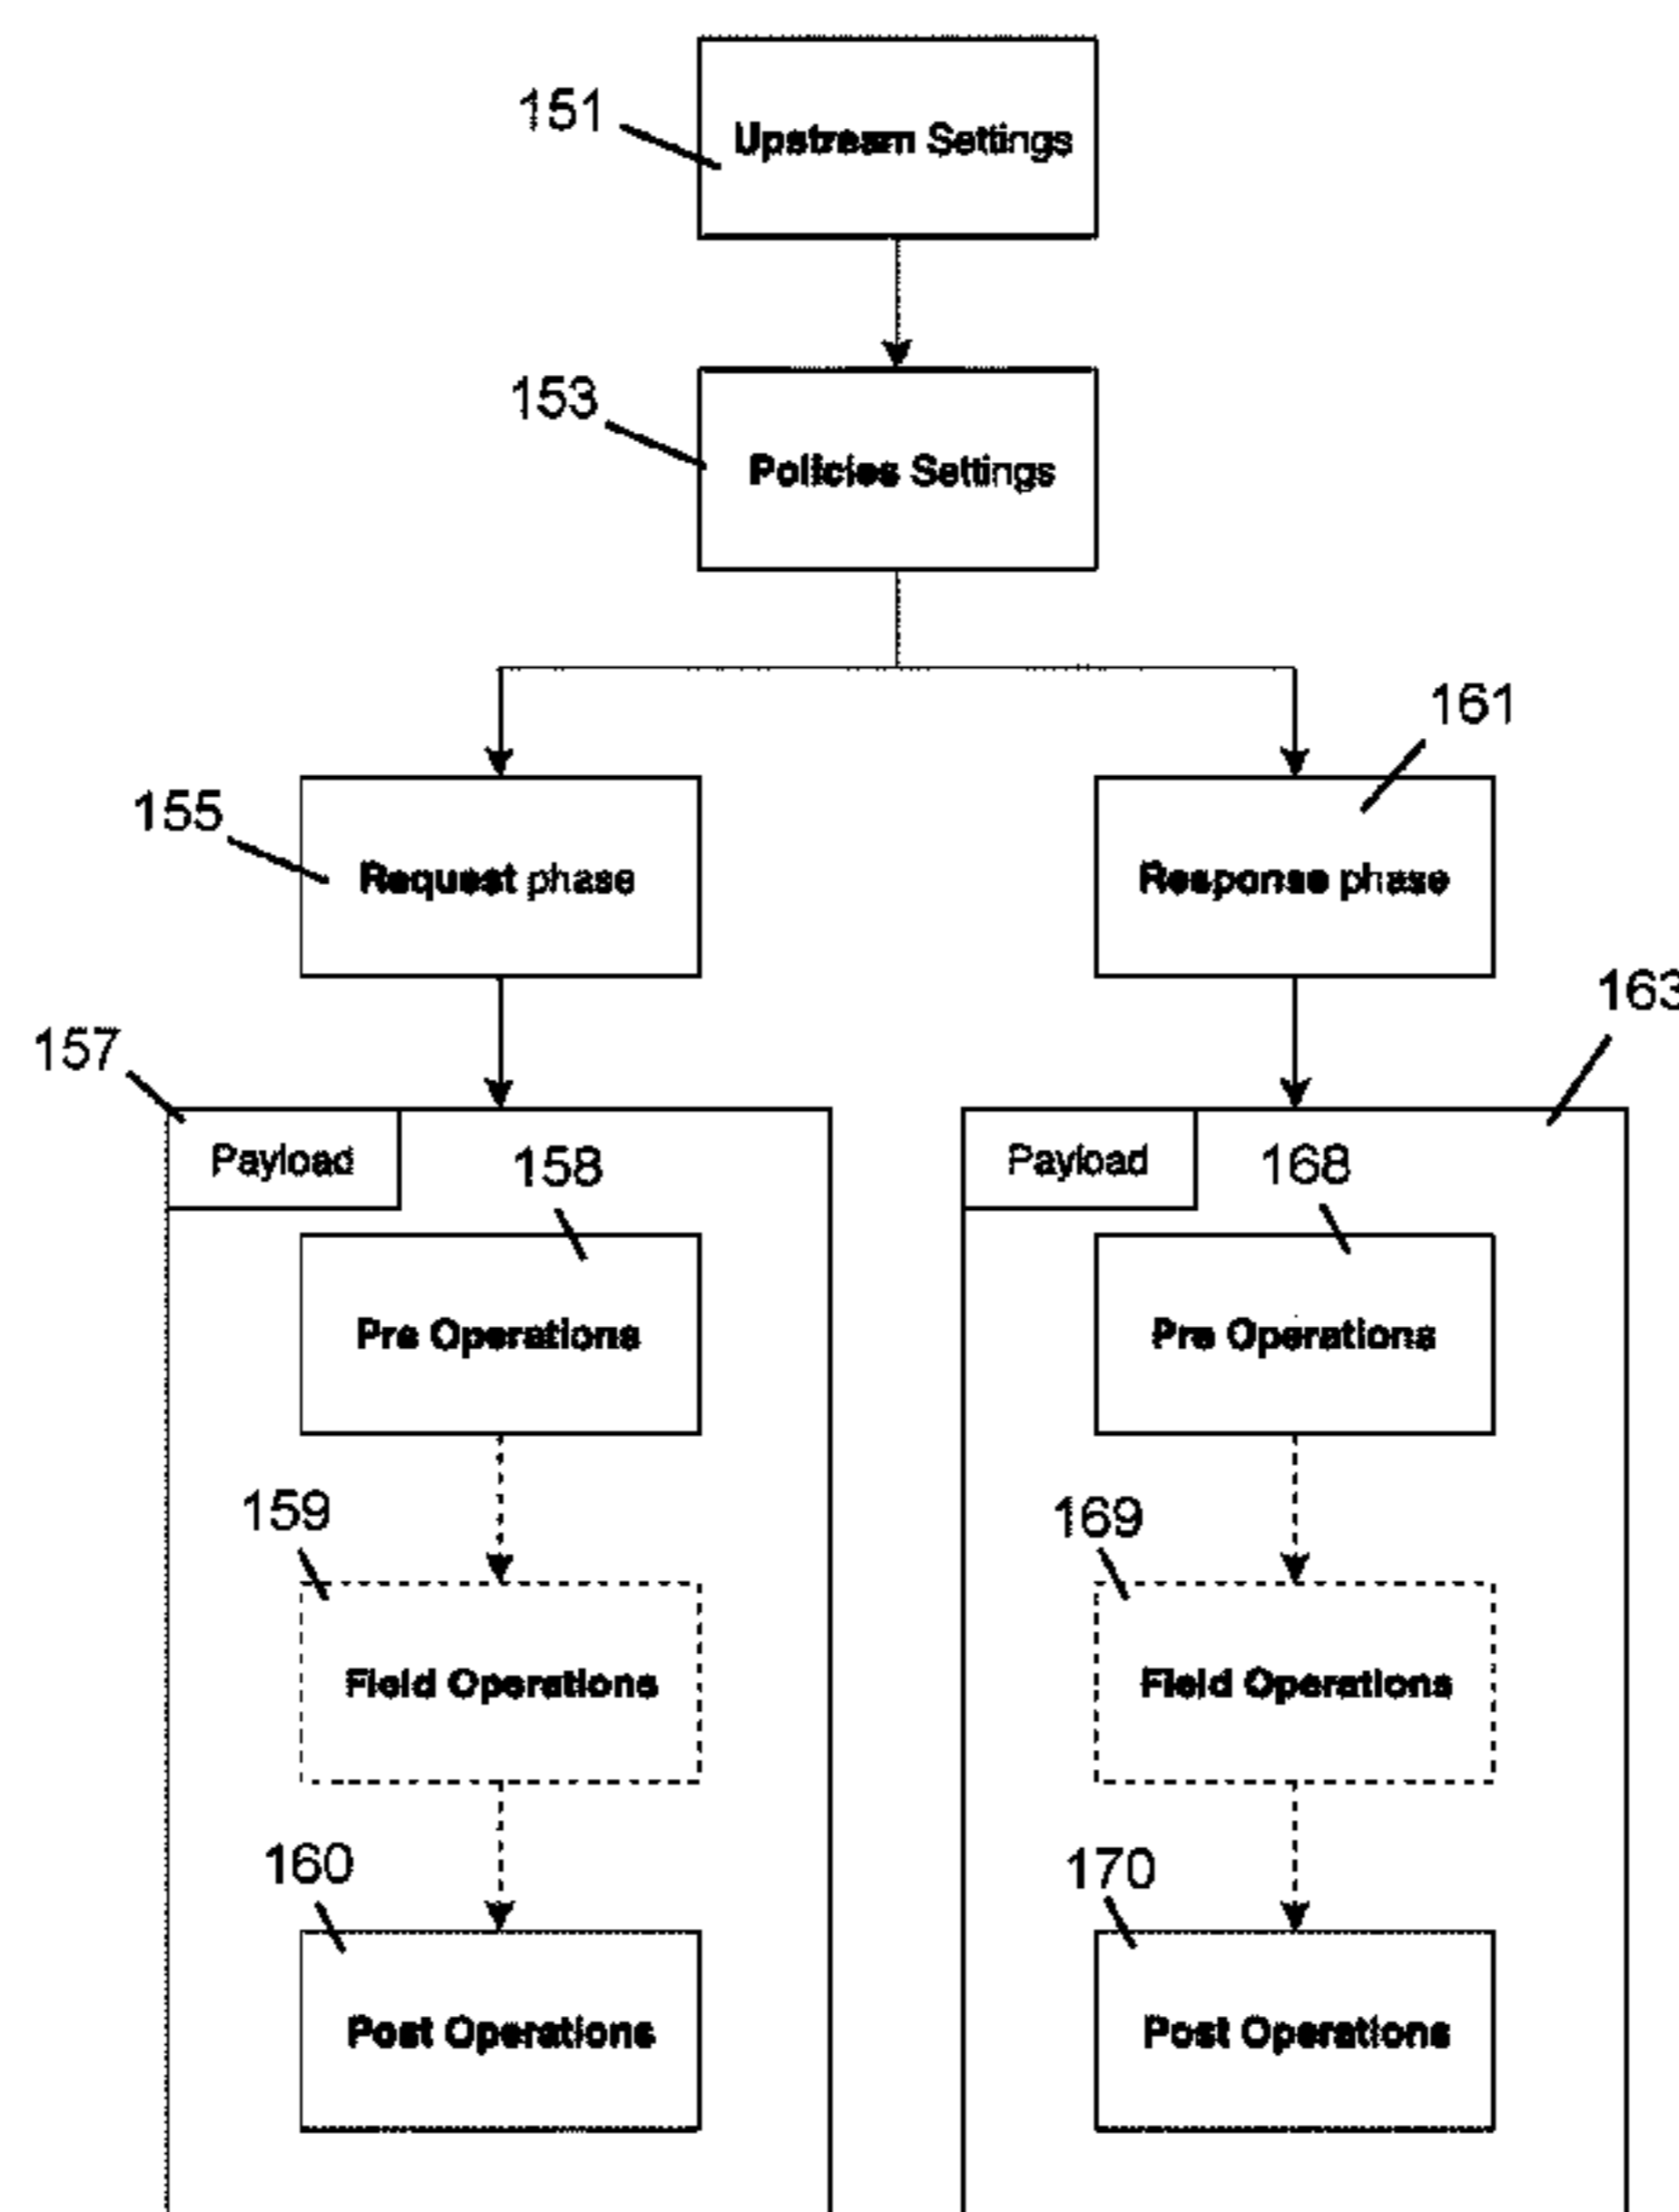 151
Upstream Settings
153
Policies Settings
161
155
Request phase
Response phase
163
157
Payload
158
Payload
168
Pre Operations
Pre Operations
159
169
Field Operations
Field Operations
160
170
Post Operations
Post Operations